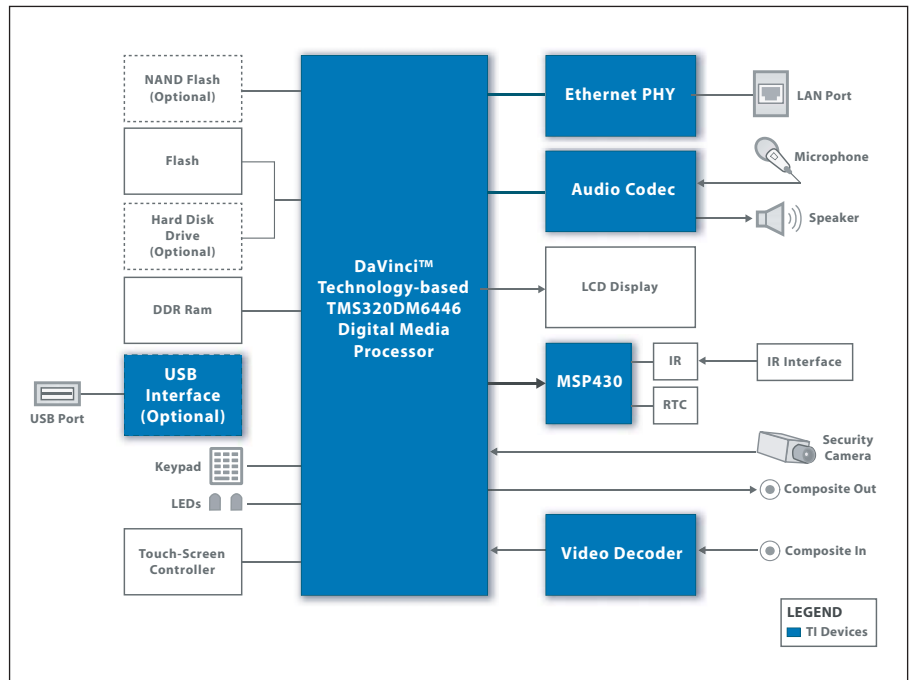 NAND Flash
(Optional)
Flash
Hard Disk
Drive
(Optional)
DDR Ram
USB
Interface
(Optional)
USB Port
Keypad
LEDs
Touch-Screen
Controller
DaVinci™
Technology-based
TMS320DM6446
Digital Media
Processor
Ethernet PHY
LAN Port
Audio Codec
Microphone
Speaker
LCD Display
MSP430
IR
IR Interface
RTC
Security
Camera
Composite Out
Video Decoder
Composite In
LEGEND
TI Devices